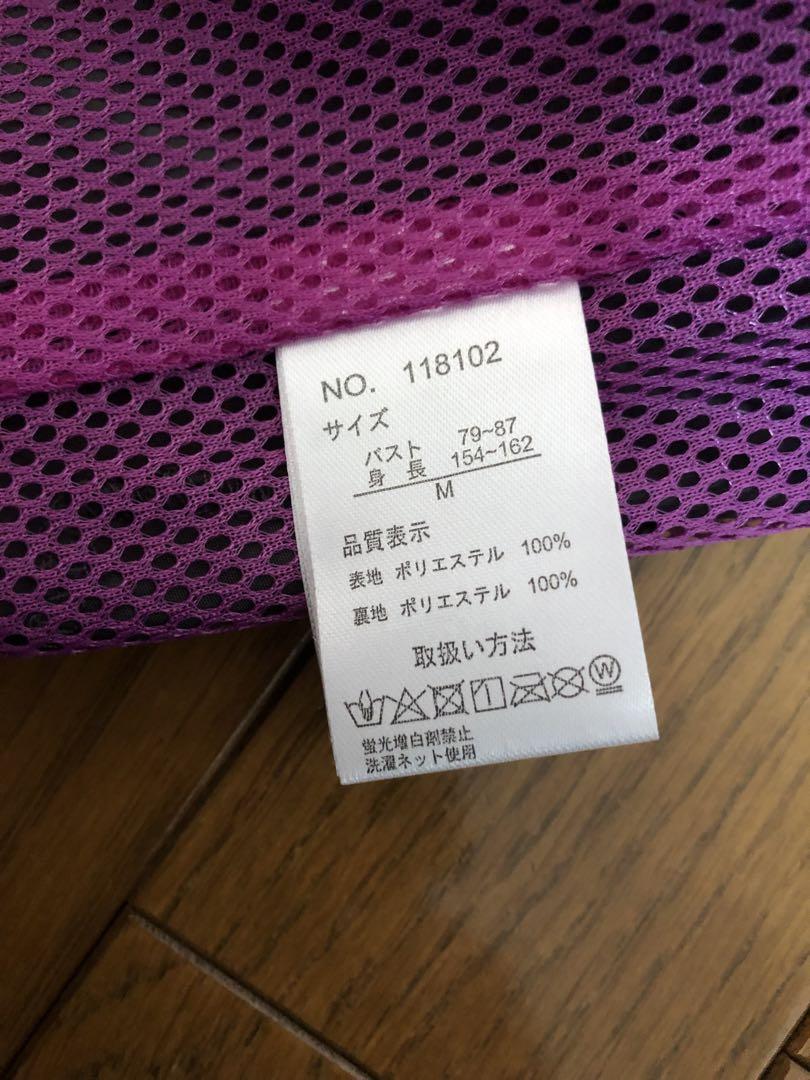 NO. 118102
サイズ
バスト 79~87
身 長 154~162
M
品質表示
表地 ポリエステル 100%
裏地 ポリエステル 100%
取扱い方法
W
蛍光増白剤禁止
洗濯ネット使用